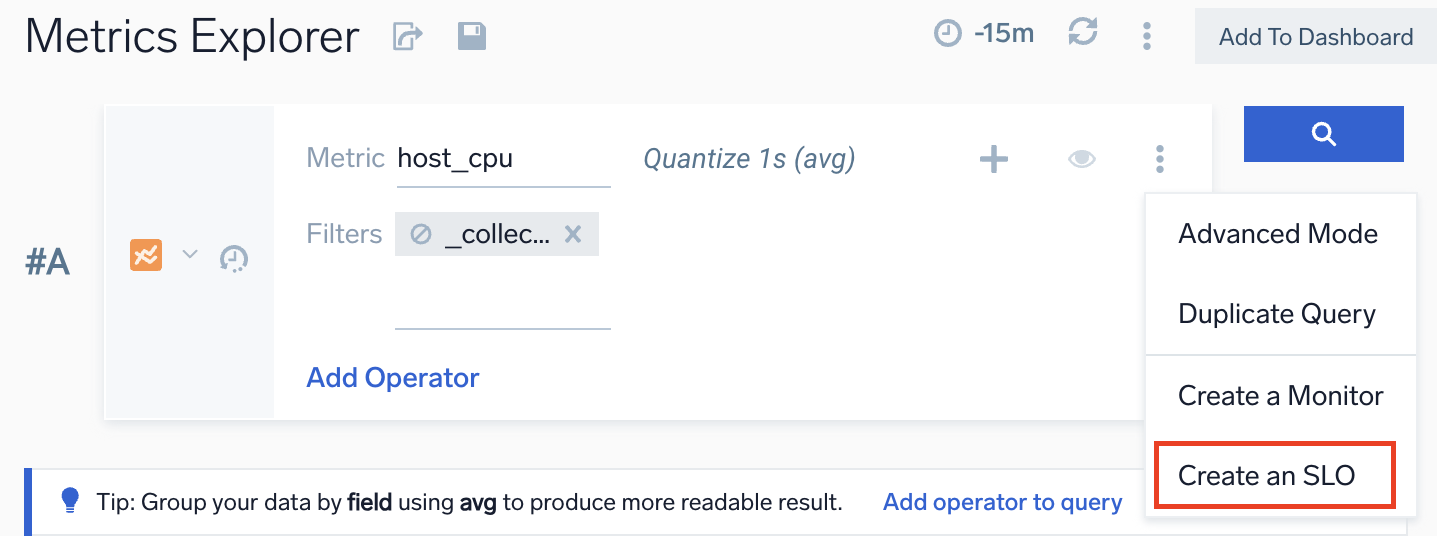 Metrics Explorer
-15m
Add To Dashboard
#A
Metric host_cpu Quantize 1s (avg)
Filters _collec...
Add Operator
Advanced Mode
Duplicate Query
Create a Monitor
Create an SLO
Tip: Group your data by field using avg to produce more readable result. Add operator to query